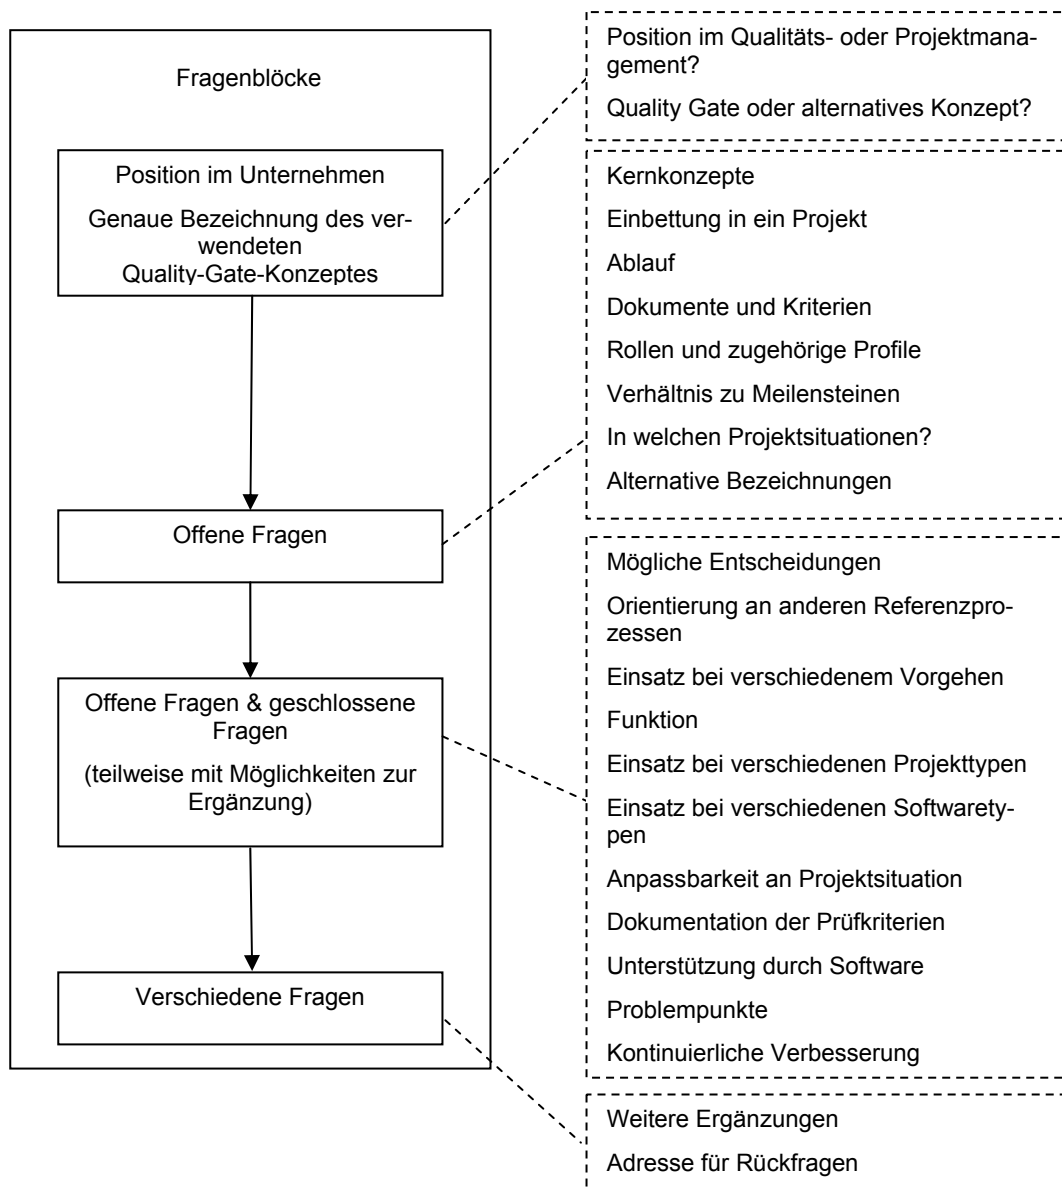 Fragenblöcke
Position im Unternehmen
Genaue Bezeichnung des ver-
wendeten
Quality-Gate-Konzeptes
Offene Fragen
Offene Fragen & geschlossene
Fragen
(teilweise mit Möglichkeiten zur
Ergänzung)
Verschiedene Fragen
Position im Qualitäts- oder Projektmana-
gement?
Quality Gate oder alternatives Konzept?
Kernkonzepte
Einbettung in ein Projekt
Ablauf
Dokumente und Kriterien
Rollen und zugehörige Profile
Verhältnis zu Meilensteinen
In welchen Projektsituationen?
Alternative Bezeichnungen
Mögliche Entscheidungen
Orientierung an anderen Referenzpro-
zessen
Einsatz bei verschiedenem Vorgehen
Funktion
Einsatz bei verschiedenen Projekttypen
Einsatz bei verschiedenen Softwarety-
pen
Anpassbarkeit an Projektsituation
Dokumentation der Prüfkriterien
Unterstützung durch Software
Problempunkte
Kontinuierliche Verbesserung
Weitere Ergänzungen
Adresse für Rückfragen